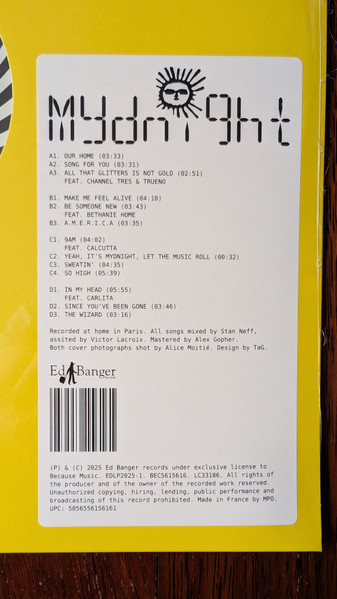 Mydnight
A1. OUR HOME (03:33)
A2. SONG FOR YOU (03:31)
A3. ALL THAT GLITTERS IS NOT GOLD (02:51)
FEAT. CHANNEL TRES & TRUENO
B1. MAKE ME FEEL ALIVE (04:10)
B2. BE SOMEONE NEW (03:43)
FEAT. BETHANIE HOME
B3. A.M.E.R.I.C.A (03:35)
C1. 9AM (04:02)
FEAT. CALCUTTA
C2. YEAH, IT'S MYDNIGHT, LET THE MUSIC ROLL (00:32)
C3. SWEATIN' (04:35)
C4. SO HIGH (05:39)
D1. IN MY HEAD (05:55)
FEAT. CARLITA
D2. SINCE YOU'VE BEEN GONE (03:46)
D3. THE WIZARD (03:16)
Recorded at home in Paris. All songs mixed by Stan Neff,
assited by Victor Lacroix. Mastered by Alex Gopher.
Both cover photographs shot by Alice Moitié. Design by TaG.
Ed Banger
(P) & (C) 2025 Ed Banger records under exclusive license to
Because Music. EDLP2025-1. BEC5615616. LC33186. All rights of
the producer and of the owner of the recorded work reserved.
Unauthorized copying, hiring, lending, public performance and
broadcasting of this record prohibited. Made in France by MPO.
UPC: 5056556156161